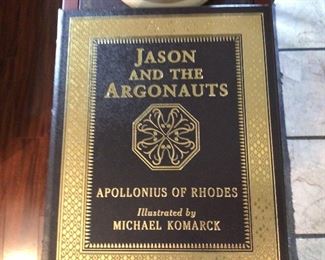 JASON
AND THE
ARGONAUTS
APOLLONIUS OF RHODES
Illustrated by
MICHAEL KOMARCK